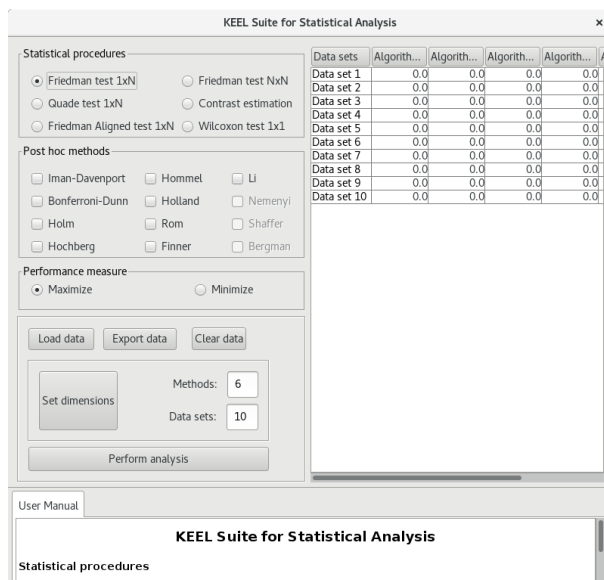 KEEL Suite for Statistical Analysis ×
Statistical procedures
Friedman test 1xN Friedman test NxN
Quade test 1xN Contrast estimation
Friedman Aligned test 1xN Wilcoxon test 1x1
Post hoc methods
Iman-Davenport Hommel Li
Bonferroni-Dunn Holland Nemenyi
Holm Rom Shaffer
Hochberg Finner Bergman
Performance measure
Maximize Minimize
Load data Export data Clear data
Set dimensions
Methods: 6
Data sets: 10
Perform analysis
Data sets Algorith... Algorith... Algorith... Algorith... A
Data set 1 0.0 0.0 0.0 0.0
Data set 2 0.0 0.0 0.0 0.0
Data set 3 0.0 0.0 0.0 0.0
Data set 4 0.0 0.0 0.0 0.0
Data set 5 0.0 0.0 0.0 0.0
Data set 6 0.0 0.0 0.0 0.0
Data set 7 0.0 0.0 0.0 0.0
Data set 8 0.0 0.0 0.0 0.0
Data set 9 0.0 0.0 0.0 0.0
Data set 10 0.0 0.0 0.0 0.0
User Manual
KEEL Suite for Statistical Analysis
Statistical procedures